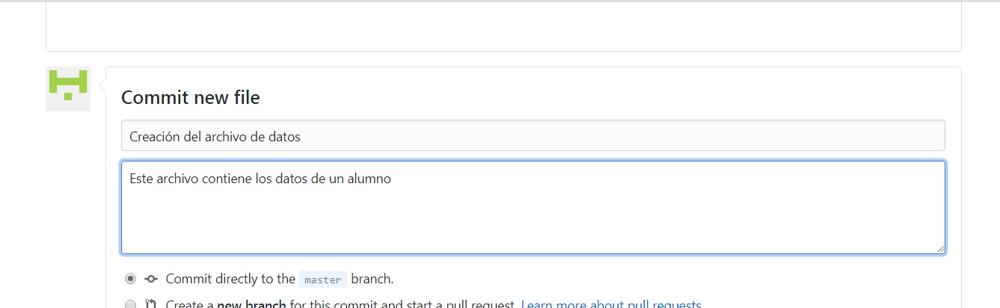 Commit new file
Creación del archivo de datos
Este archivo contiene los datos de un alumno
Commit directly to the master branch.
Create a new branch for this commit and start a pull request. Learn more about pull requests.